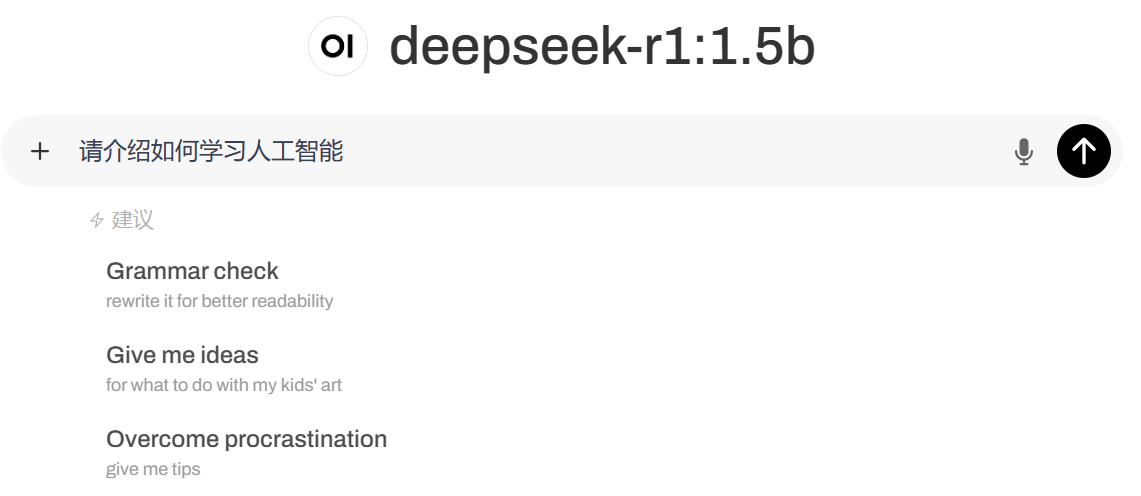 OI deepseek-r1:1.5b
请介绍如何学习人工智能
建议
Grammar check
rewrite it for better readability
Give me ideas
for what to do with my kids' art
Overcome procrastination
give me tips